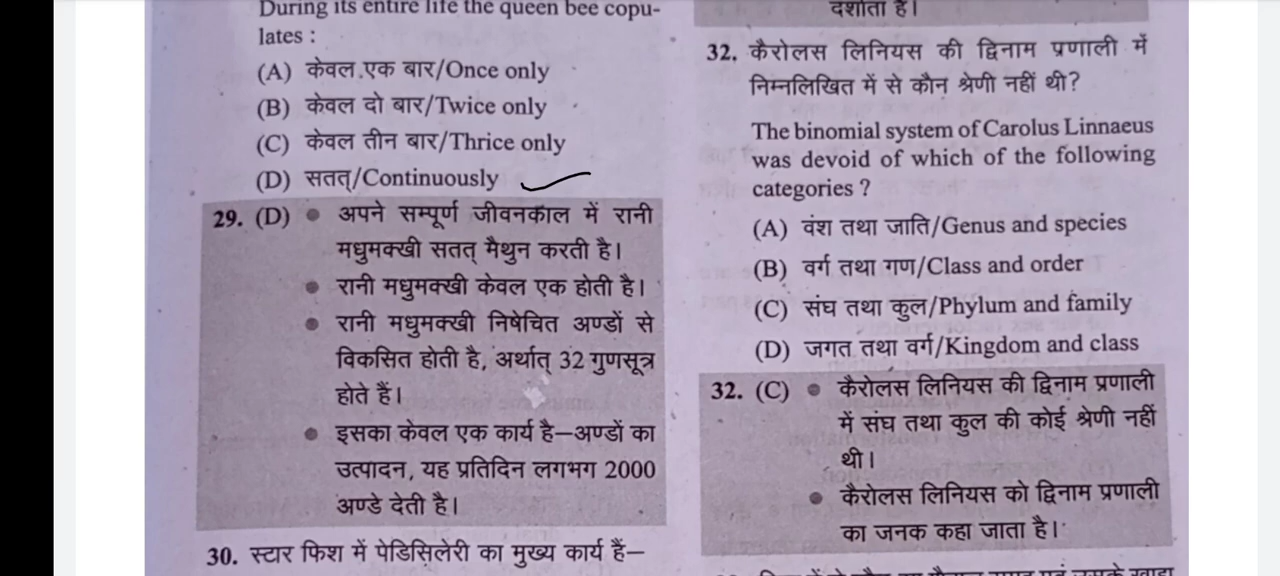 During its entire life the queen bee copu-
lates :
(A) केवल एक बार/Once only
(B) केवल दो बार/Twice only
(C) केवल तीन बार/Thrice only
(D) सतत्/Continuously
29. (D) ● अपने सम्पूर्ण जीवनकाल में रानी
मधुमक्खी सतत् मैथुन करती है।
● रानी मधुमक्खी केवल एक होती है।
● रानी मधुमक्खी निषेचित अण्डों से
विकसित होती है, अर्थात् 32 गुणसूत्र
होते हैं।
● इसका केवल एक कार्य है–अण्डों का
उत्पादन, यह प्रतिदिन लगभग 2000
अण्डे देती है।
30. स्टार फिश में पेडिसिलेरी का मुख्य कार्य हैं–
दर्शाता है।
32. कैरोलस लिनियस की द्विनाम प्रणाली में
निम्नलिखित में से कौन श्रेणी नहीं थी?
The binomial system of Carolus Linnaeus
was devoid of which of the following
categories ?
(A) वंश तथा जाति/Genus and species
(B) वर्ग तथा गण/Class and order
(C) संघ तथा कुल/Phylum and family
(D) जगत तथा वर्ग/Kingdom and class
32. (C) ● कैरोलस लिनियस की द्विनाम प्रणाली
में संघ तथा कुल की कोई श्रेणी नहीं
थी।
● कैरोलस लिनियस को द्विनाम प्रणाली
का जनक कहा जाता है।